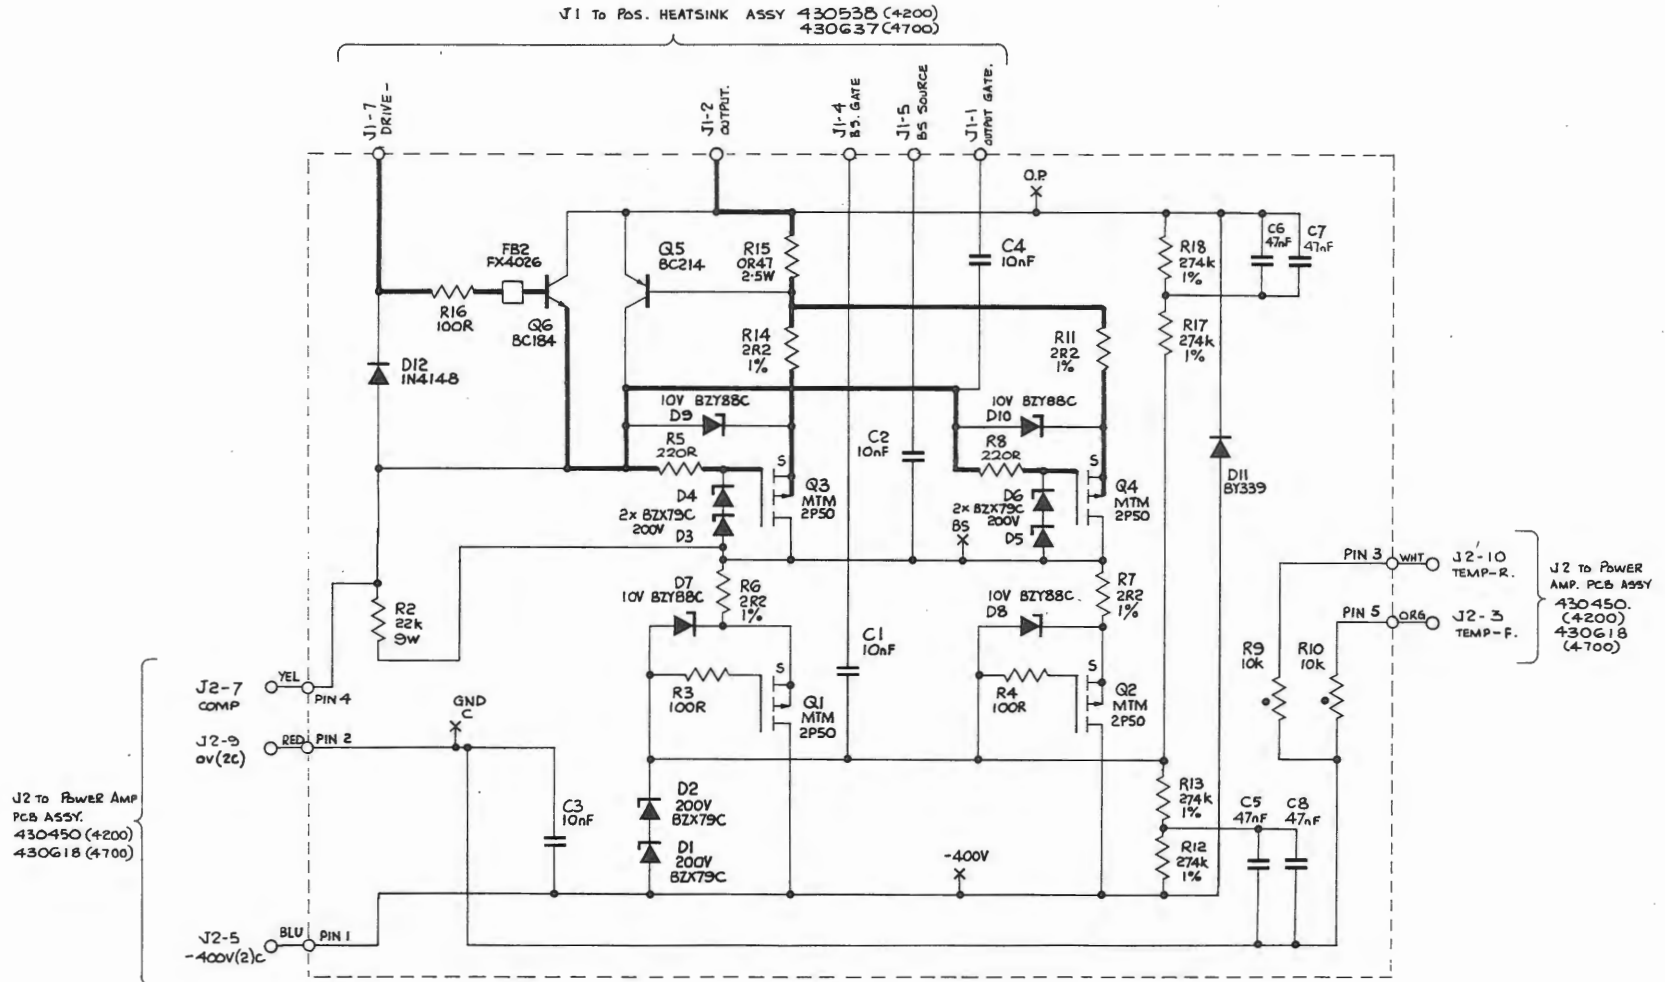 J1 TO POS. HEATSINK ASSY 430538 (4200)
430637 (4700)
J1-7
DRIVE-
J1-2
OUTPUT.
J1-4
BS. GATE
J1-5
BS SOURCE
J1-1
OUTPUT GATE.
O.P.
FB2
FX4026
Q5
BC214
R15
0R47
2.5W
C4
10nF
R18
274k
1%
C6
47nF
C7
47nF
R16
100R
Q6
BC184
R14
2R2
1%
R11
2R2
1%
R17
274k
1%
D12
1N4148
10V BZY88C
D9
10V BZY88C
D10
R5
220R
C2
10nF
R8
220R
S
S
D4
2x BZX79C
200V
D3
Q3
MTM
2P50
D6
2x BZX79C
200V
D5
BS
Q4
MTM
2P50
D11
BY339
PIN 3
WHT
J2-10
TEMP-R.
PIN 5
ORG
J2-3
TEMP-F.
J2 TO POWER
AMP. PCB ASSY
430450.
(4200)
430618
(4700)
D7
10V BZY88C
R6
2R2
1%
10V BZY88C.
D8
R7
2R2
1%
R2
22k
9W
C1
10nF
R9
10k
R10
10k
S
S
R3
100R
Q1
MTM
2P50
R4
100R
Q2
MTM
2P50
J2-7
COMP
YEL
PIN 4
GND
C
J2-9
0V(2C)
RED
PIN 2
J2 TO POWER AMP
PCB ASSY.
430450 (4200)
430618 (4700)
C3
10nF
D2
200V
BZX79C
D1
200V
BZX79C
-400V
R13
274k
1%
R12
274k
1%
C5
47nF
C8
47nF
J2-5
-400V(2)C
BLU
PIN 1